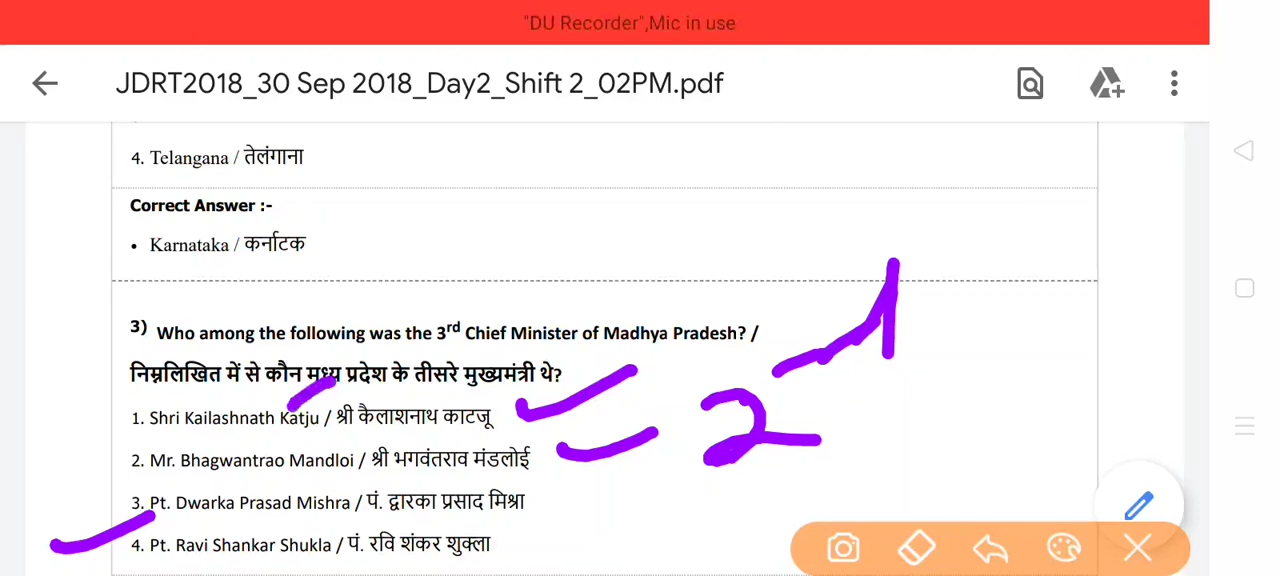 "DU Recorder",Mic in use
JDRT2018_30 Sep 2018_Day2_Shift 2_02PM.pdf
4. Telangana / तेलंगाना
Correct Answer :-
• Karnataka / कर्नाटक
3) Who among the following was the 3rd Chief Minister of Madhya Pradesh? /
निम्नलिखित में से कौन मध्य प्रदेश के तीसरे मुख्यमंत्री थे?
1. Shri Kailashnath Katju / श्री कैलाशनाथ काटजू
2. Mr. Bhagwantrao Mandloi / श्री भगवंतराव मंडलोई
3. Pt. Dwarka Prasad Mishra / पं. द्वारका प्रसाद मिश्रा
4. Pt. Ravi Shankar Shukla / पं. रवि शंकर शुक्ला
1
2